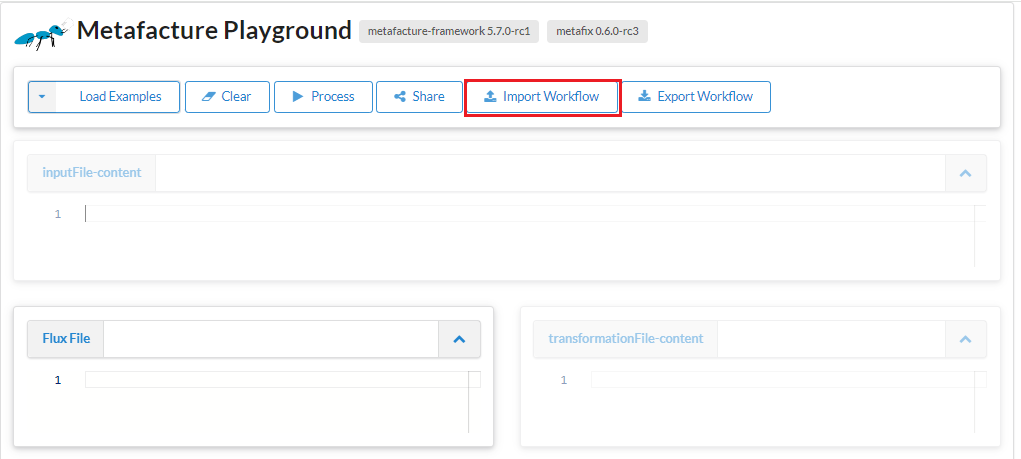 Metafacture Playground metafacture-framework 5.7.0-rc1 metafix 0.6.0-rc3
Load Examples Clear Process Share Import Workflow Export Workflow
inputFile-content
1
Flux File transformationFile-content
1 1